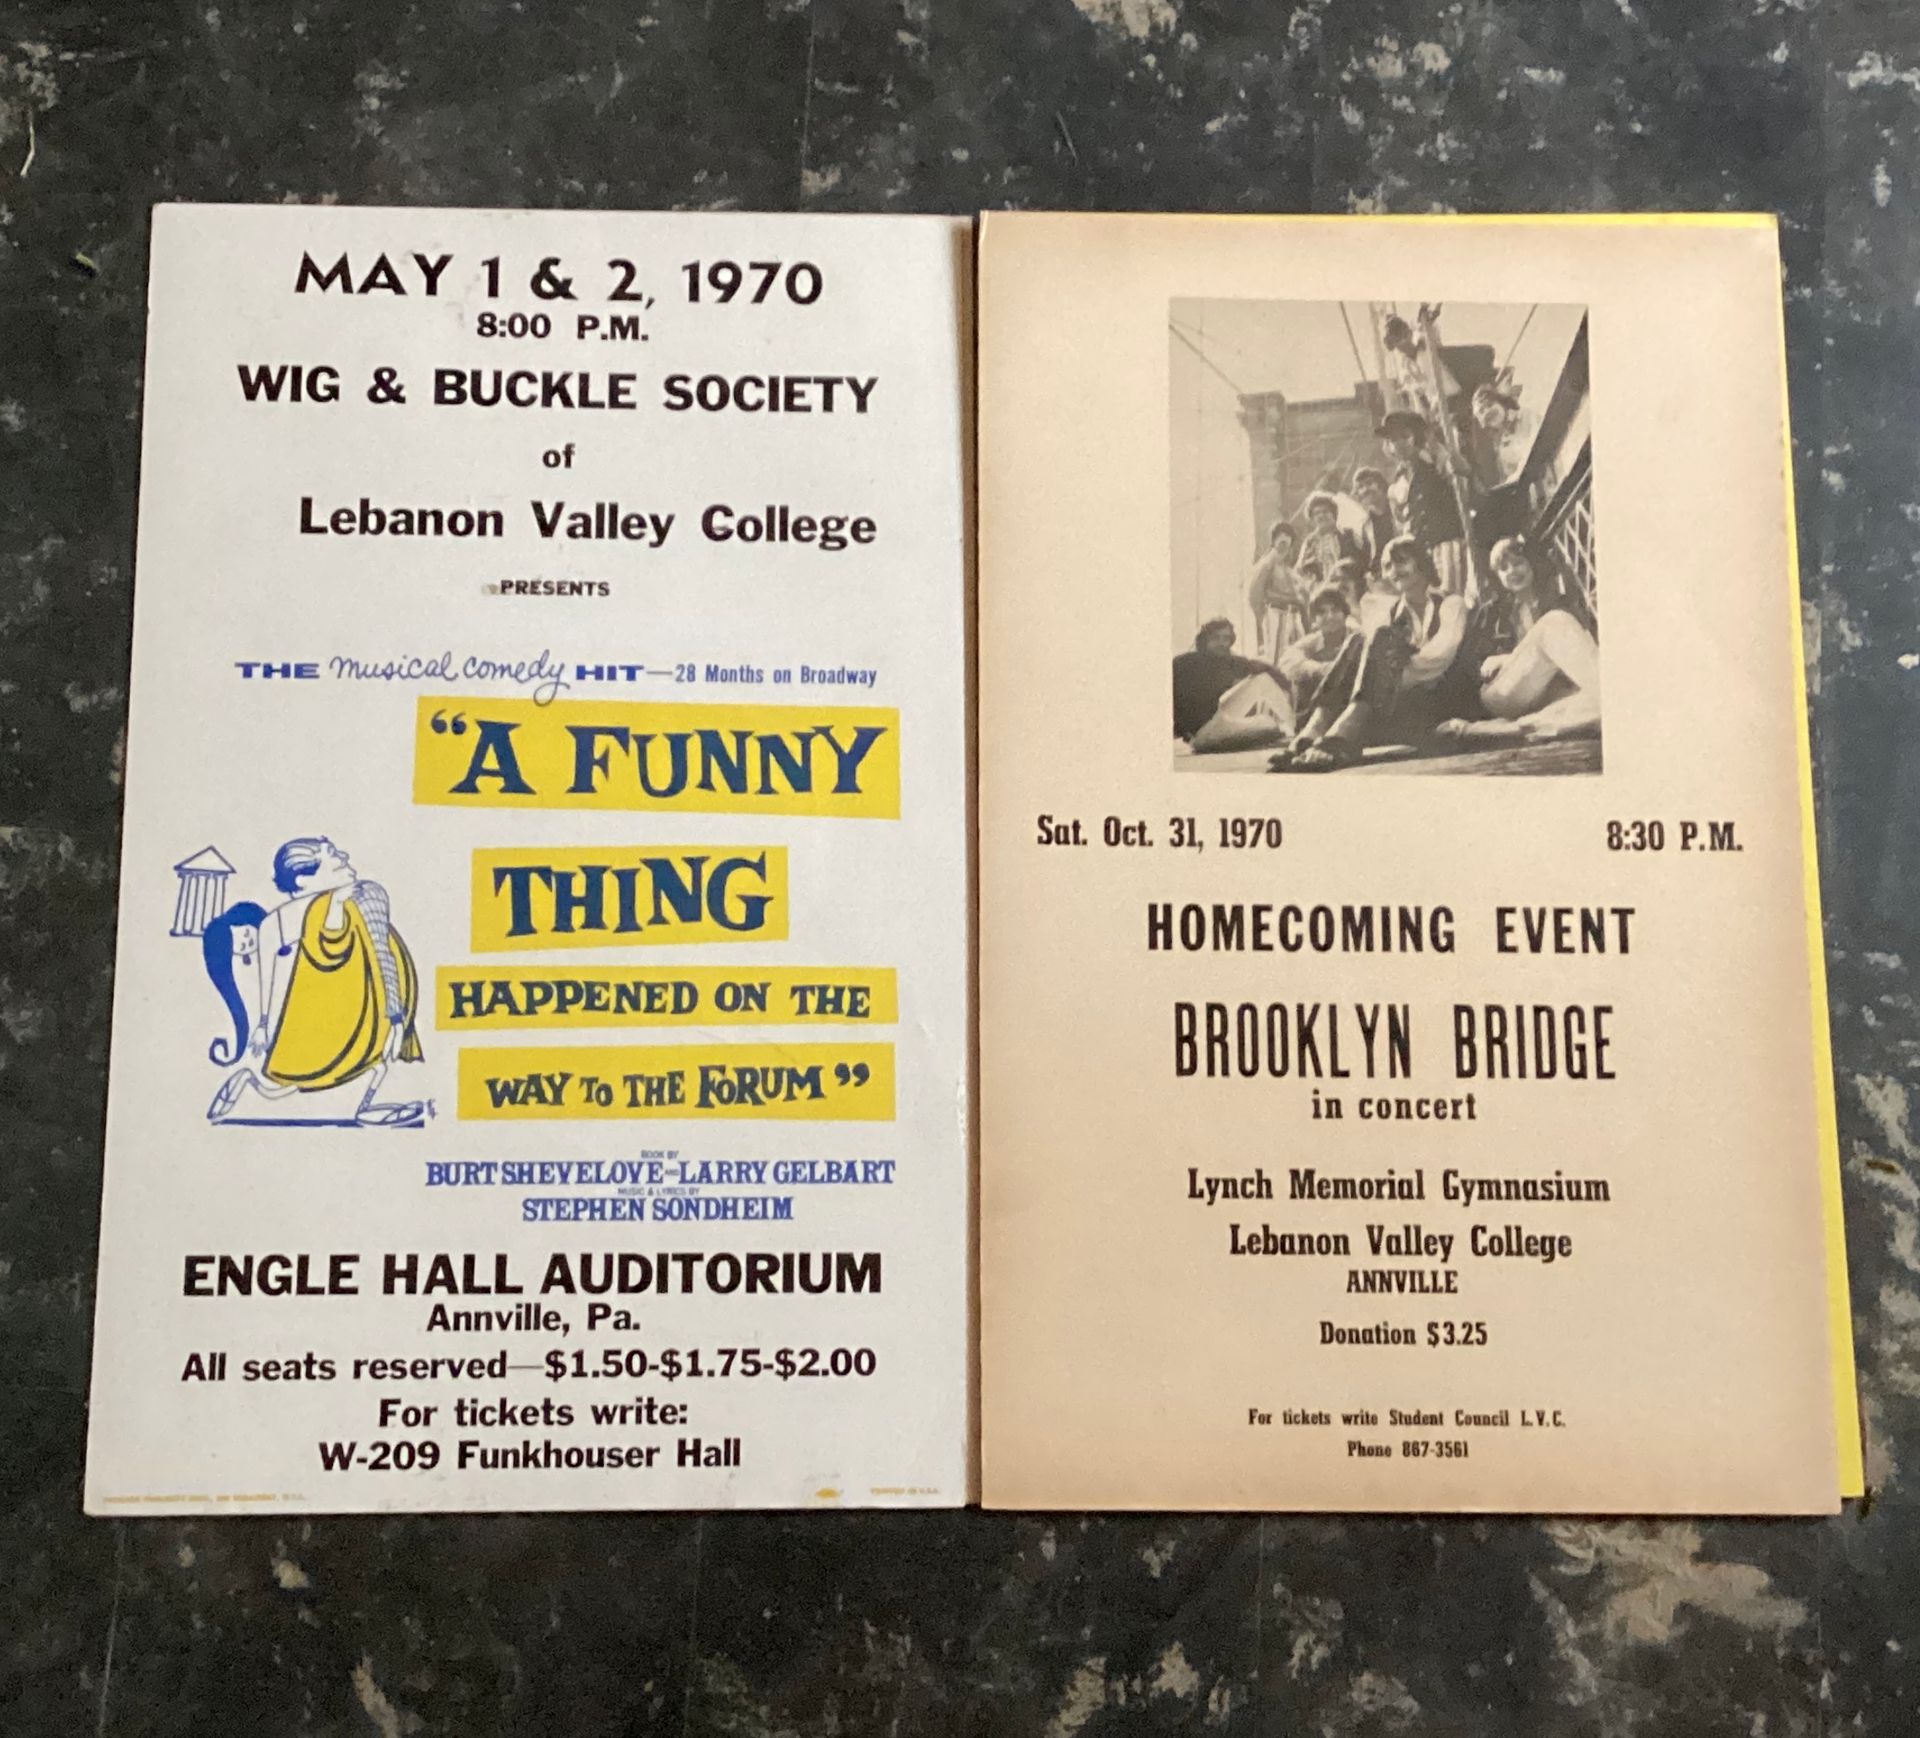 MAY 1 & 2, 1970
8:00 P.M.
WIG & BUCKLE SOCIETY
of
Lebanon Valley College
PRESENTS
THE musical comedy HIT—28 Months on Broadway
"A FUNNY
THING
HAPPENED ON THE
WAY TO THE FORUM"
BOOK BY
BURT SHEVELOVE AND LARRY GELBART
MUSIC & LYRICS BY
STEPHEN SONDHEIM
ENGLE HALL AUDITORIUM
Annville, Pa.
All seats reserved—$1.50-$1.75-$2.00
For tickets write:
W-209 Funkhouser Hall
PRINTED IN U.S.A.
Sat. Oct. 31, 1970 8:30 P.M.
HOMECOMING EVENT
BROOKLYN BRIDGE
in concert
Lynch Memorial Gymnasium
Lebanon Valley College
ANNVILLE
Donation $3.25
For tickets write Student Council L.V.C.
Phone 867-3561